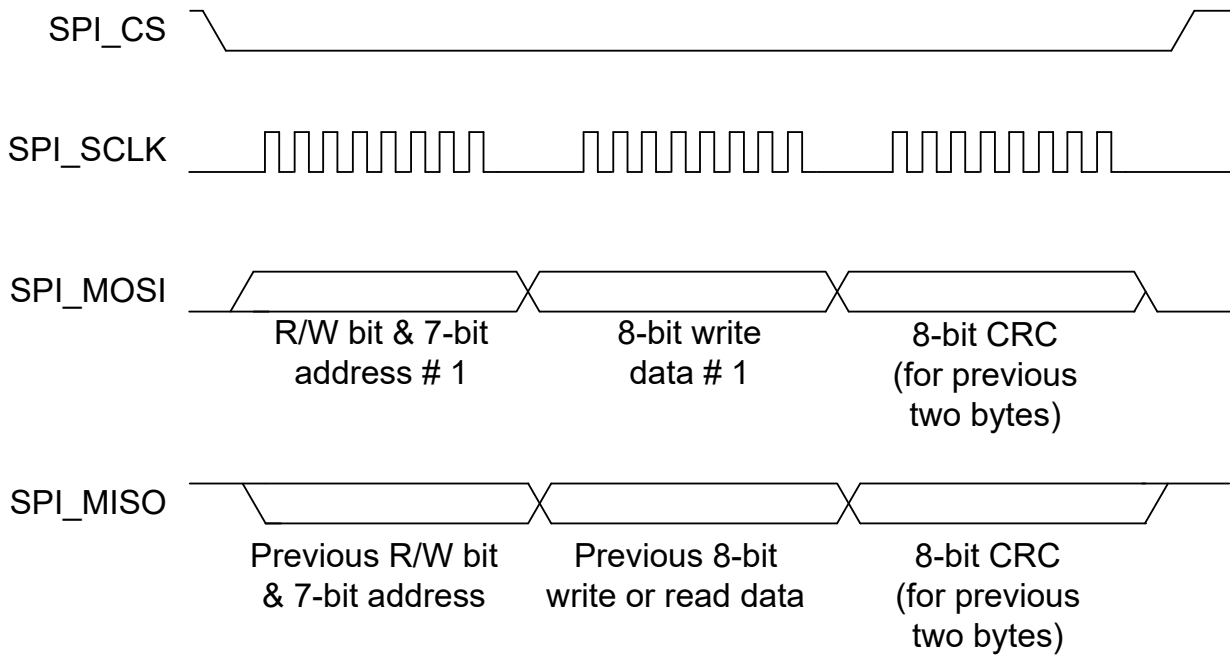 SPI_CS
SPI_SCLK
SPI_MOSI
R/W bit & 7-bit
address # 1
8-bit write
data # 1
8-bit CRC
(for previous
two bytes)
SPI_MISO
Previous R/W bit
& 7-bit address
Previous 8-bit
write or read data
8-bit CRC
(for previous
two bytes)